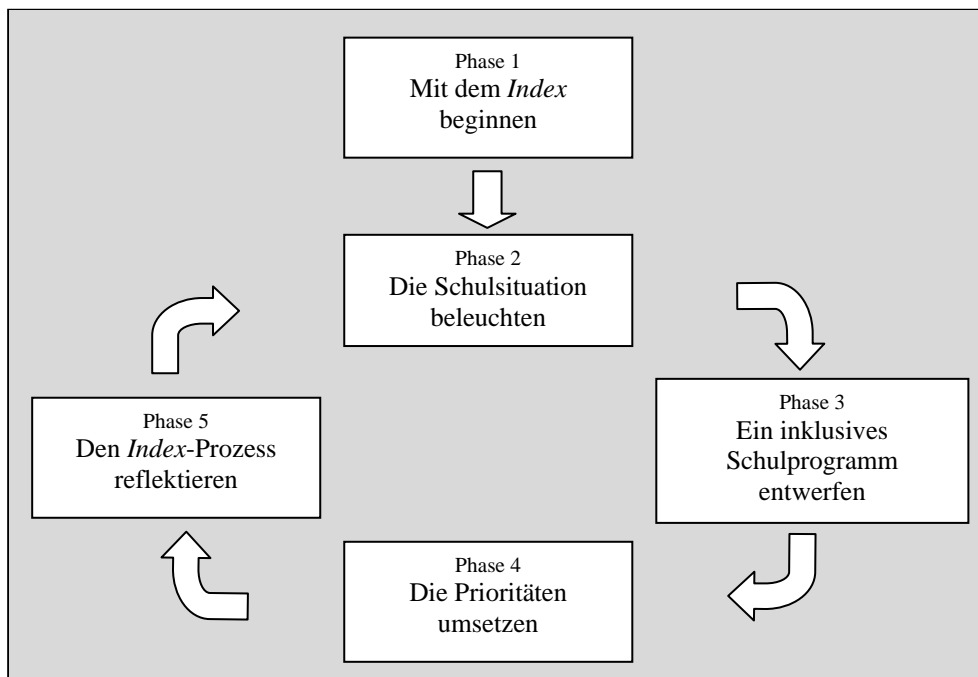 Phase 1
Mit dem Index
beginnen
Phase 2
Die Schulsituation
beleuchten
Phase 3
Ein inklusives
Schulprogramm
entwerfen
Phase 4
Die Prioritäten
umsetzen
Phase 5
Den Index-Prozess
reflektieren